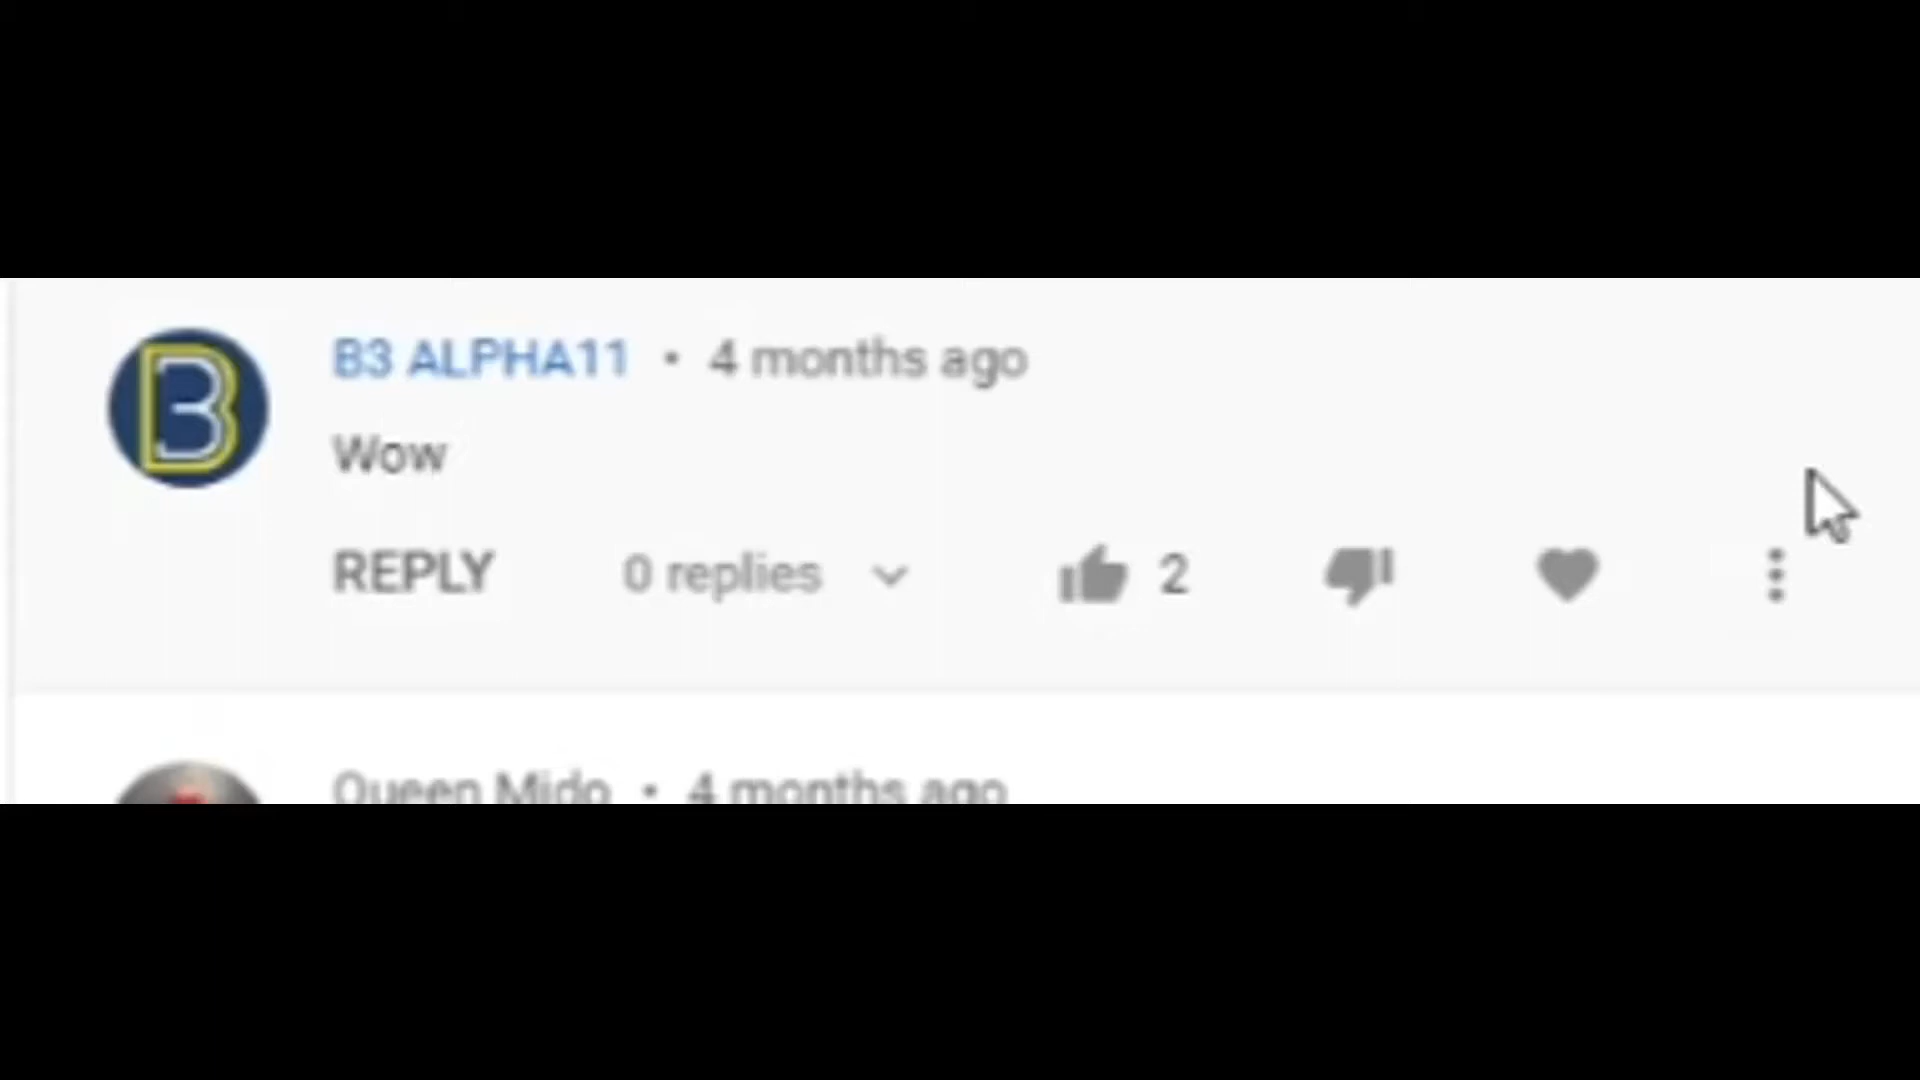 B3 ALPHA11 • 4 months ago
Wow
REPLY 0 replies 2
Queen Mido • 4 months ago